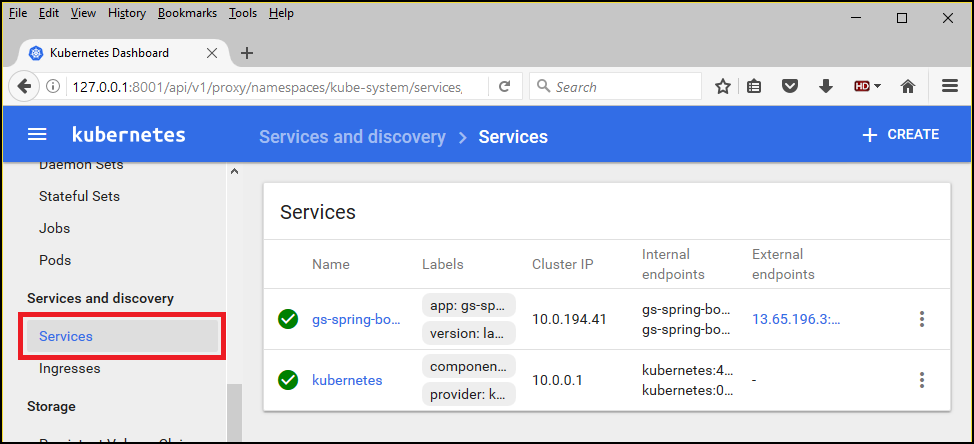 File Edit View History Bookmarks Tools Help
Kubernetes Dashboard
127.0.0.1:8001/api/v1/proxy/namespaces/kube-system/services,
Search
HD
kubernetes
Services and discovery > Services
+ CREATE
Daemon Sets
Stateful Sets
Jobs
Pods
Services and discovery
Services
Ingresses
Storage
Persistent Volume Claims
Services
Name Labels Cluster IP Internal endpoints External endpoints
gs-spring-bo... app: gs-sp... 10.0.194.41 gs-spring-bo... 13.65.196.3:...
version: la... gs-spring-bo...
kubernetes componen... 10.0.0.1 kubernetes:4... -
provider: k... kubernetes:0...